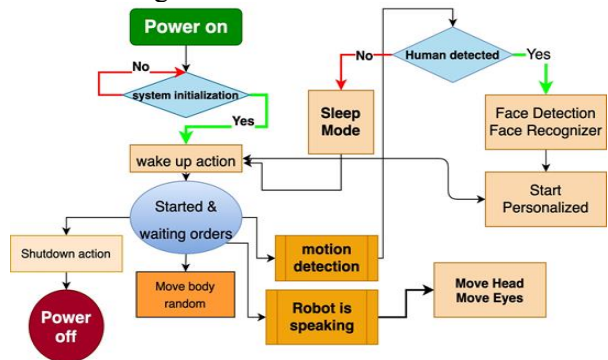 Power on
No
system initialization
Yes
wake up action
Started &
waiting orders
Shutdown action
Power
off
Move body
random
motion
detection
Robot is
speaking
Move Head
Move Eyes
Human detected
No
Yes
Sleep
Mode
Face Detection
Face Recognizer
Start
Personalized